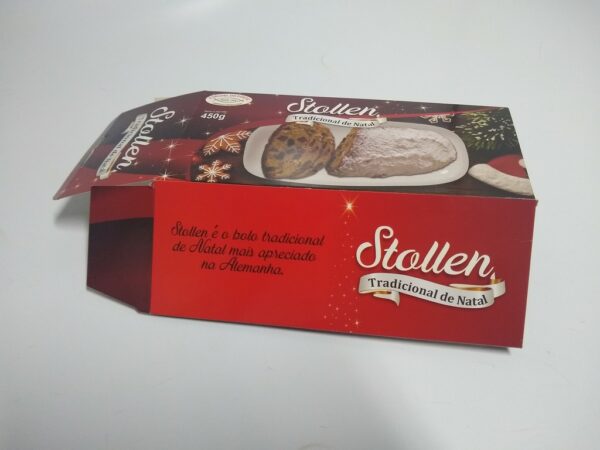 Stollen
Tradicional de Natal
450g
Stollen
Stollen é o bolo tradicional
de Natal mais apreciado
na Alemanha.
Stollen
Tradicional de Natal